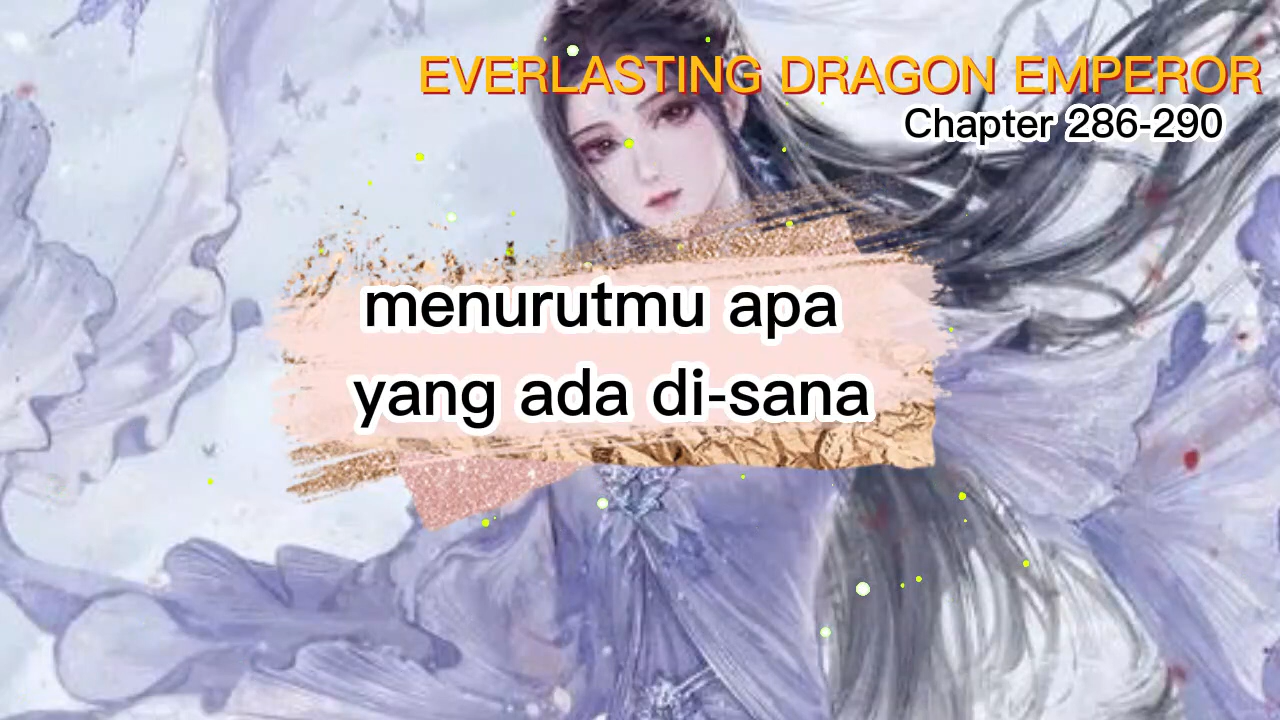 EVERLASTING DRAGON EMPEROR
Chapter 286-290
menurutmu apa
yang ada di-sana